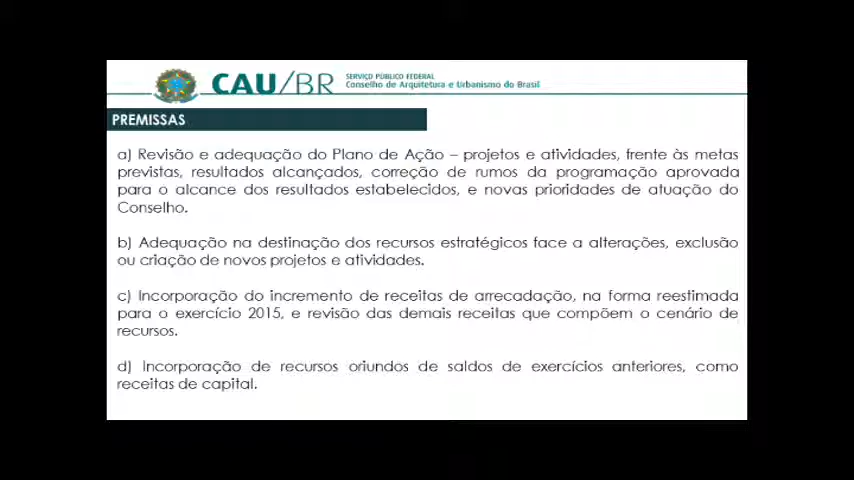 CAU/BR
SERVIÇO PÚBLICO FEDERAL
Conselho de Arquitetura e Urbanismo do Brasil
PREMISSAS
a) Revisão e adequação do Plano de Ação – projetos e atividades, frente às metas
previstas, resultados alcançados, correção de rumos da programação aprovada
para o alcance dos resultados estabelecidos, e novas prioridades de atuação do
Conselho.
b) Adequação na destinação dos recursos estratégicos face a alterações, exclusão
ou criação de novos projetos e atividades.
c) Incorporação do incremento de receitas de arrecadação, na forma reestimada
para o exercício 2015, e revisão das demais receitas que compõem o cenário de
recursos.
d) Incorporação de recursos oriundos de saldos de exercícios anteriores, como
receitas de capital.